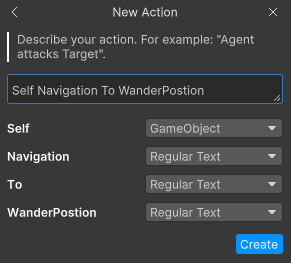 New Action
Describe your action. For example: "Agent
attacks Target".
Self Navigation To WanderPostion
Self GameObject
Navigation Regular Text
To Regular Text
WanderPostion Regular Text
Create